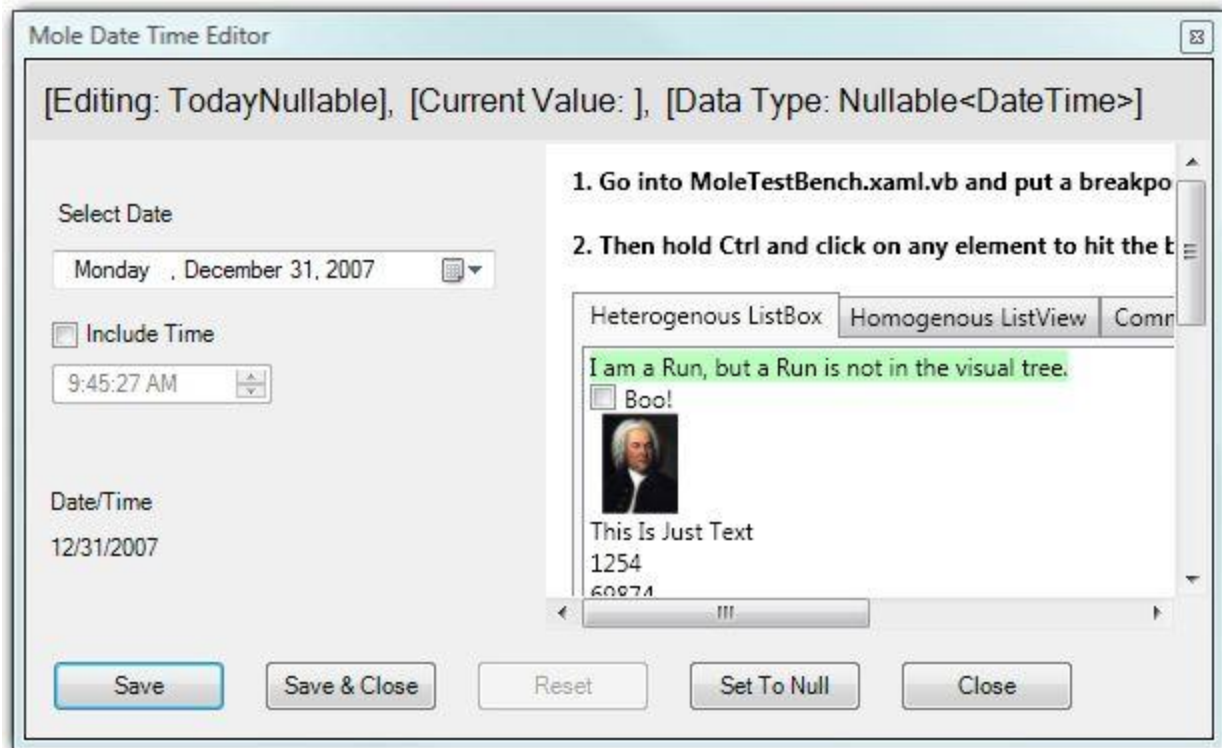 Mole Date Time Editor
[Editing: TodayNullable], [Current Value: ], [Data Type: Nullable<DateTime>]
Select Date
Monday , December 31, 2007
Include Time
9:45:27 AM
Date/Time
12/31/2007
1. Go into MoleTestBench.xaml.vb and put a breakpo
2. Then hold Ctrl and click on any element to hit the b
Heterogenous ListBox Homogenous ListView Comm
I am a Run, but a Run is not in the visual tree.
Boo!
This Is Just Text
1254
69874
Save Save & Close Reset Set To Null Close